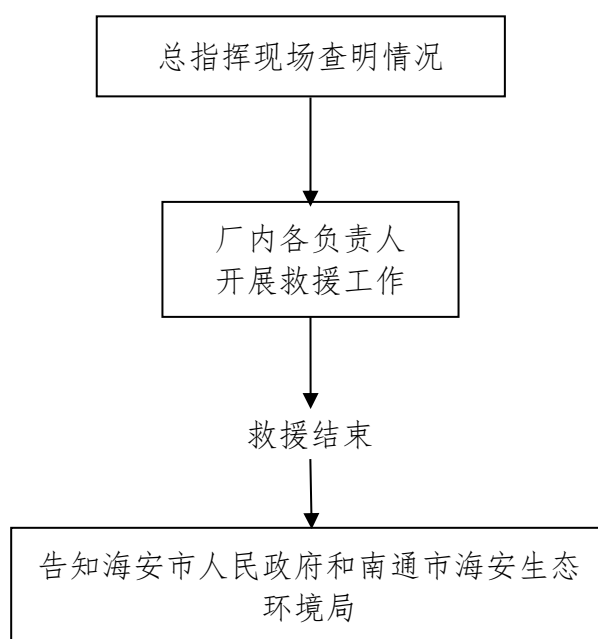 总指挥现场查明情况
厂内各负责人
开展救援工作
救援结束
告知海安市人民政府和南通市海安生态
环境局